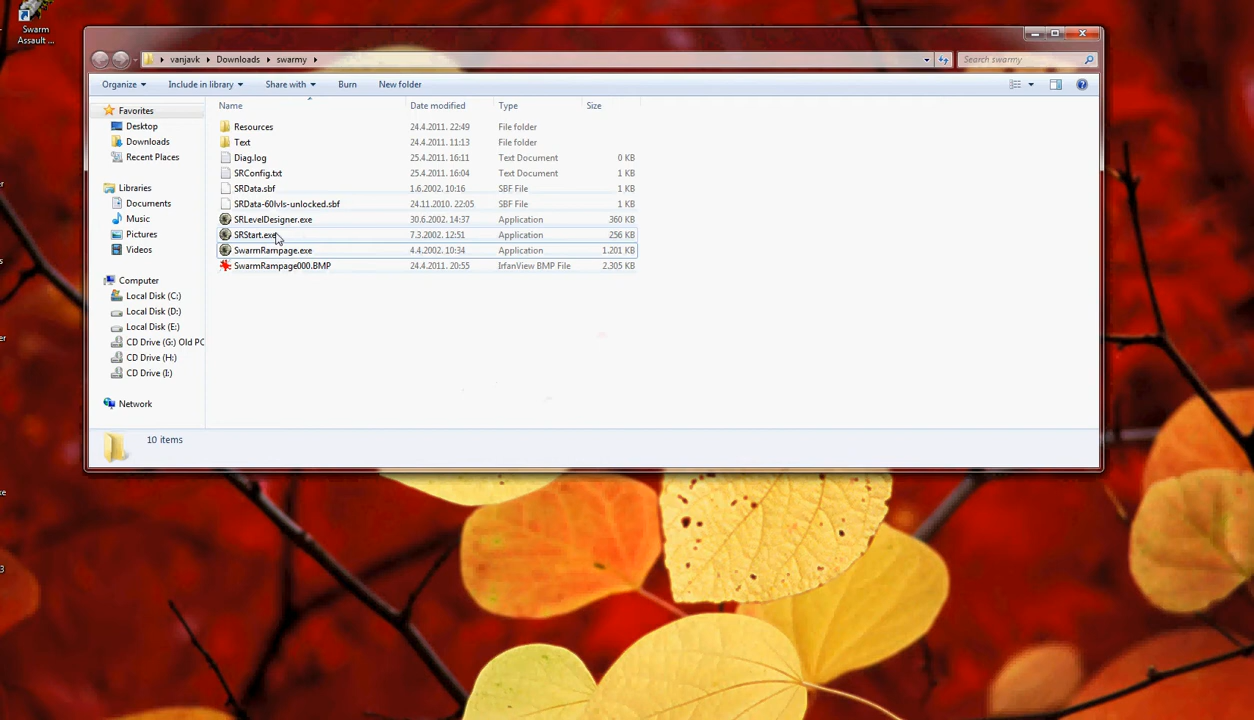 Swarm
Assault ...
vanjavk Downloads swarmy
Search swarmy
Organize Include in library Share with Burn New folder
Name Date modified Type Size
Favorites
Desktop
Downloads
Recent Places
Libraries
Documents
Music
Pictures
Videos
Computer
Local Disk (C:)
Local Disk (D:)
Local Disk (E:)
CD Drive (G:) Old PC
CD Drive (H:)
CD Drive (I:)
Network
Resources 24.4.2011. 22:49 File folder
Text 24.4.2011. 11:13 File folder
Diag.log 25.4.2011. 16:11 Text Document 0 KB
SRConfig.txt 25.4.2011. 16:04 Text Document 1 KB
SRData.sbf 1.6.2002. 10:16 SBF File 1 KB
SRData-60lvls-unlocked.sbf 24.11.2010. 22:05 SBF File 1 KB
SRLevelDesigner.exe 30.6.2002. 14:37 Application 360 KB
SRStart.exe 7.3.2002. 12:51 Application 256 KB
SwarmRampage.exe 4.4.2002. 10:34 Application 1.201 KB
SwarmRampage000.BMP 24.4.2011. 20:55 IrfanView BMP File 2.305 KB
10 items